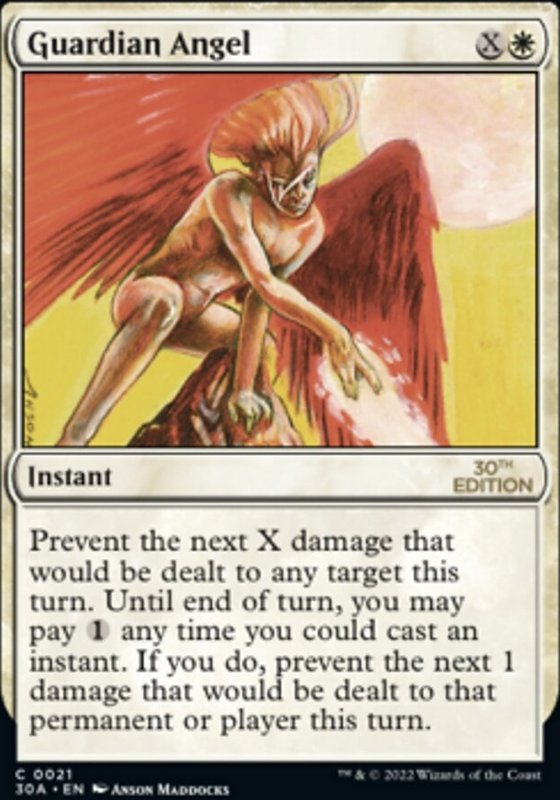 Guardian Angel X
ANSON
Instant
30TH
EDITION
Prevent the next X damage that
would be dealt to any target this
turn. Until end of turn, you may
pay 1 any time you could cast an
instant. If you do, prevent the next 1
damage that would be dealt to that
permanent or player this turn.
C 0021
30A • EN Anson Maddocks
™ & © 2022 Wizards of the Coast